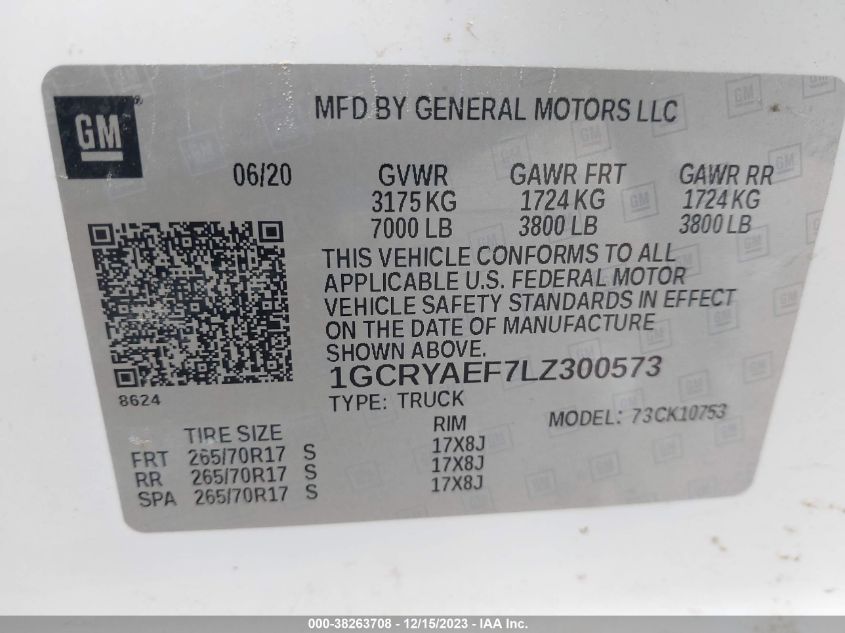 GM
MFD BY GENERAL MOTORS LLC
06/20 GVWR GAWR FRT GAWR RR
3175 KG 1724 KG 1724 KG
7000 LB 3800 LB 3800 LB
THIS VEHICLE CONFORMS TO ALL
APPLICABLE U.S. FEDERAL MOTOR
VEHICLE SAFETY STANDARDS IN EFFECT
ON THE DATE OF MANUFACTURE
SHOWN ABOVE.
1GCRYAEF7LZ300573
8624
TYPE: TRUCK MODEL: 73CK10753
TIRE SIZE RIM
FRT 265/70R17 S 17X8J
RR 265/70R17 S 17X8J
SPA 265/70R17 S 17X8J
000-38263708 - 12/15/2023 - IAA Inc.